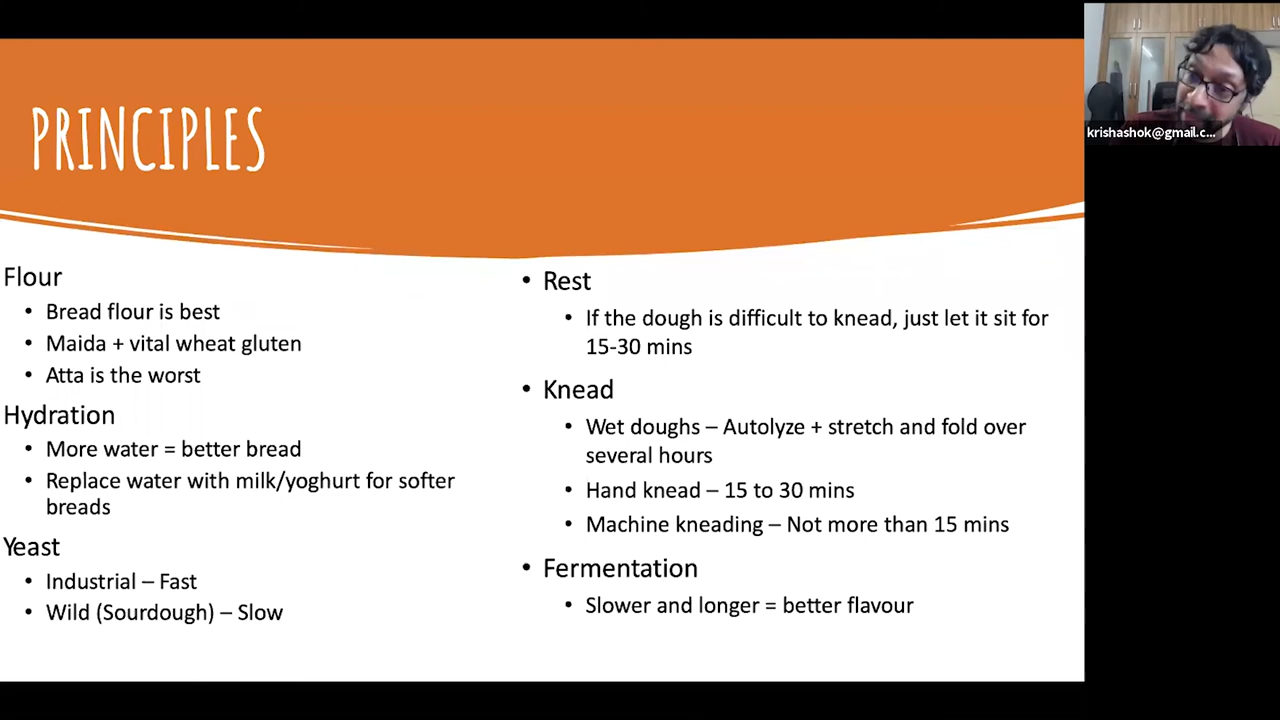 PRINCIPLES
Flour
• Bread flour is best
• Maida + vital wheat gluten
• Atta is the worst
Hydration
• More water = better bread
• Replace water with milk/yoghurt for softer
breads
Yeast
• Industrial – Fast
• Wild (Sourdough) – Slow
• Rest
• If the dough is difficult to knead, just let it sit for
15-30 mins
• Knead
• Wet doughs – Autolyze + stretch and fold over
several hours
• Hand knead – 15 to 30 mins
• Machine kneading – Not more than 15 mins
• Fermentation
• Slower and longer = better flavour
krishashok@gmail.c...